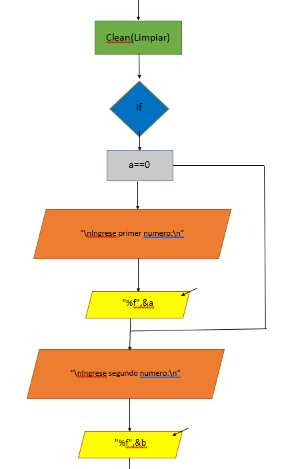 Clean(Limpiar)
If
a==0
"\nIngrese primer numero:\n"
"%f",&a
"\nIngrese segundo numero:\n"
"%f",&b